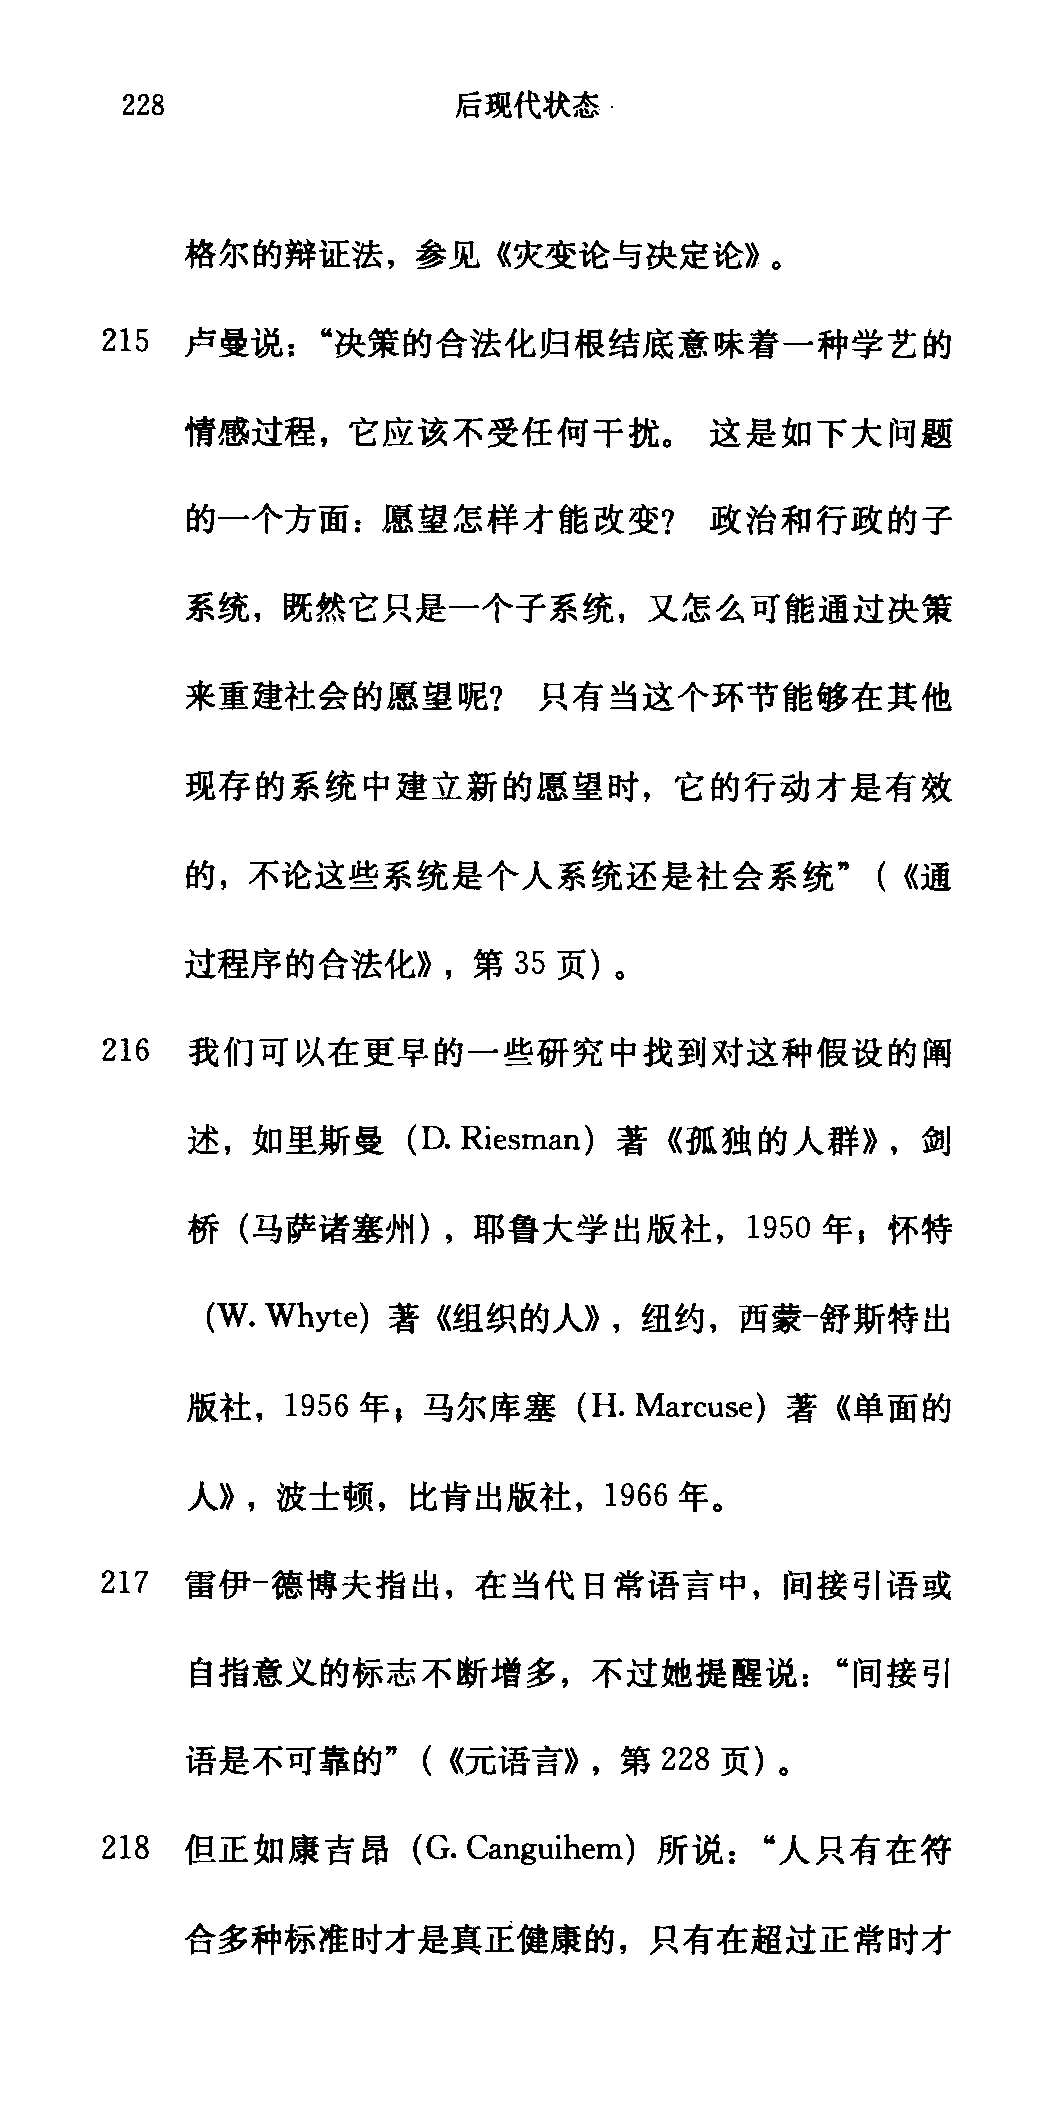 228 后现代状态
格尔的辩证法，参见《灾变论与决定论》。
215 卢曼说：“决策的合法化归根结底意味着一种学艺的
情感过程，它应该不受任何干扰。 这是如下大问题
的一个方面：愿望怎样才能改变？ 政治和行政的子
系统，既然它只是一个子系统，又怎么可能通过决策
来重建社会的愿望呢？ 只有当这个环节能够在其他
现存的系统中建立新的愿望时，它的行动才是有效
的，不论这些系统是个人系统还是社会系统”（《通
过程序的合法化》，第 35 页）。
216 我们可以在更早的一些研究中找到对这种假设的阐
述，如里斯曼（D. Riesman）著《孤独的人群》，剑
桥（马萨诸塞州），耶鲁大学出版社，1950 年；怀特
（W. Whyte）著《组织的人》，纽约，西蒙-舒斯特出
版社，1956 年；马尔库塞（H. Marcuse）著《单面的
人》，波士顿，比肯出版社，1966 年。
217 雷伊-德博夫指出，在当代日常语言中，间接引语或
自指意义的标志不断增多，不过她提醒说：“间接引
语是不可靠的”（《元语言》，第 228 页）。
218 但正如康吉昂（G. Canguihem）所说：“人只有在符
合多种标准时才是真正健康的，只有在超过正常时才